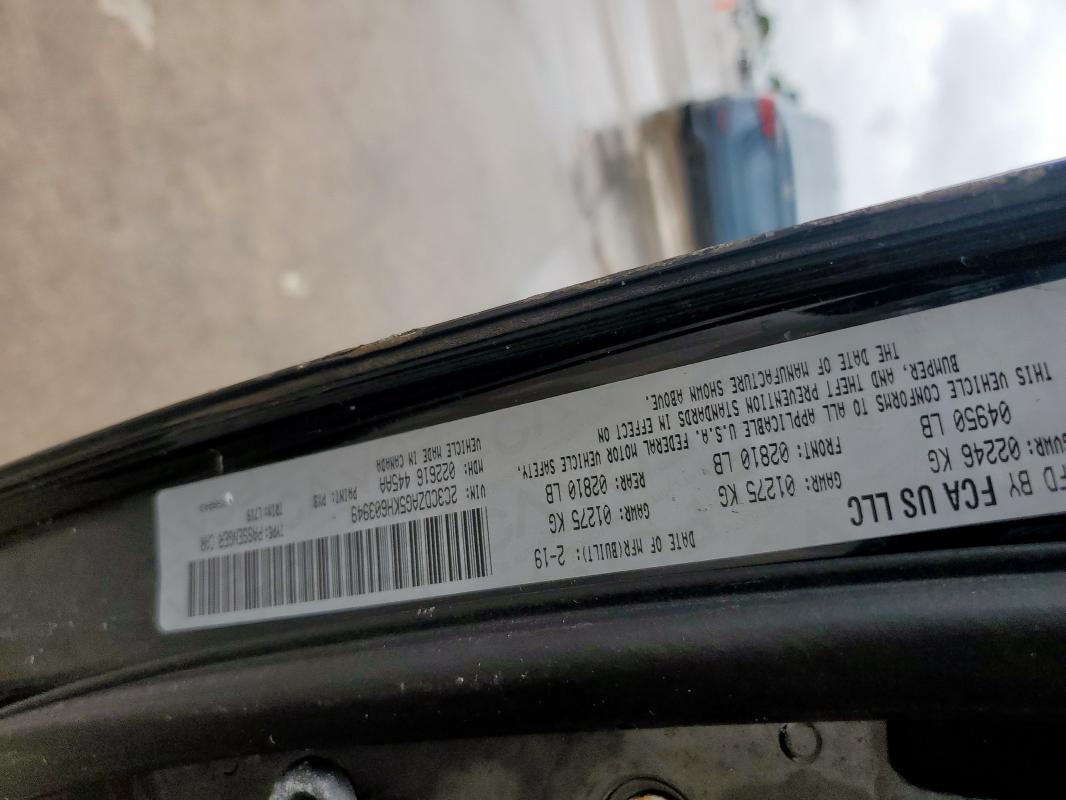 FD BY FCA US LLC
DATE OF MFR(BUILT): 2-19
GVWR: 02246 KG
04950 LB
GAWR: 01275 KG
FRONT: 02810 LB
GAWR: 01275 KG
REAR: 02810 LB
THIS VEHICLE CONFORMS TO ALL APPLICABLE U.S.A. FEDERAL MOTOR VEHICLE SAFETY,
BUMPER, AND THEFT PREVENTION STANDARDS IN EFFECT ON
THE DATE OF MANUFACTURE SHOWN ABOVE.
VIN: 2C3CDZAG5KH603949
TYPE: PASSENGER CAR
MDH: 022616 445AA
PAINT: PX8
TRIM: L7X9
VEHICLE MADE IN CANADA